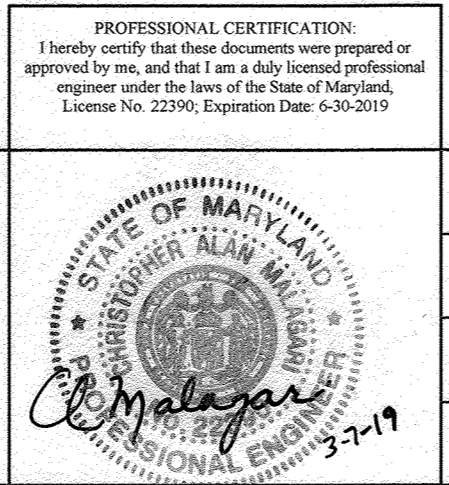 PROFESSIONAL CERTIFICATION:
I hereby certify that these documents were prepared or
approved by me, and that I am a duly licensed professional
engineer under the laws of the State of Maryland,
License No. 22390; Expiration Date: 6-30-2019
STATE OF MARYLAND
CHRISTOPHER ALAN MALAGARI
No. 22390
PROFESSIONAL ENGINEER
Malagari
3-7-19